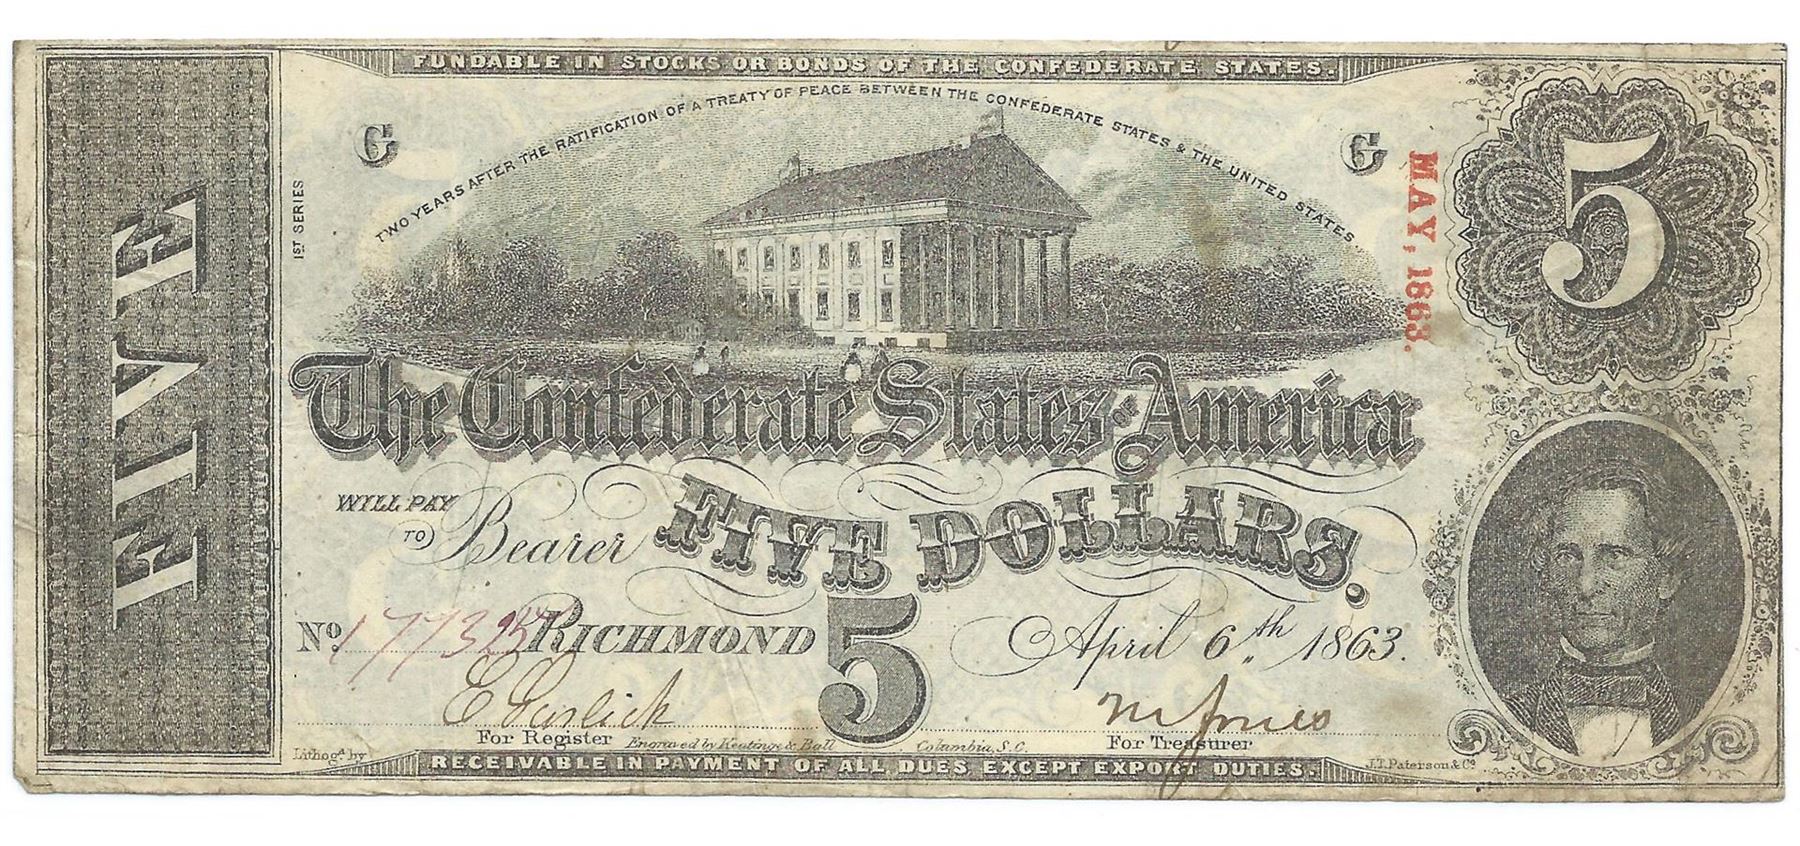 FUNDABLE IN STOCKS OR BONDS OF THE CONFEDERATE STATES.
TWO YEARS AFTER THE RATIFICATION OF A TREATY OF PEACE BETWEEN THE CONFEDERATE STATES & THE UNITED STATES.
G
G
5
FIVE
1ST SERIES
MAY, 1863.
The Confederate States OF America
WILL PAY
TO Bearer FIVE DOLLARS.
No. RICHMOND 5 April 6th 1863.
E Garlick
M Jones
For Register
For Treasurer
Engraved by Keatinge & Ball Columbia, S.C.
Lithogd. by
J.T. Paterson & Co
RECEIVABLE IN PAYMENT OF ALL DUES EXCEPT EXPORT DUTIES.